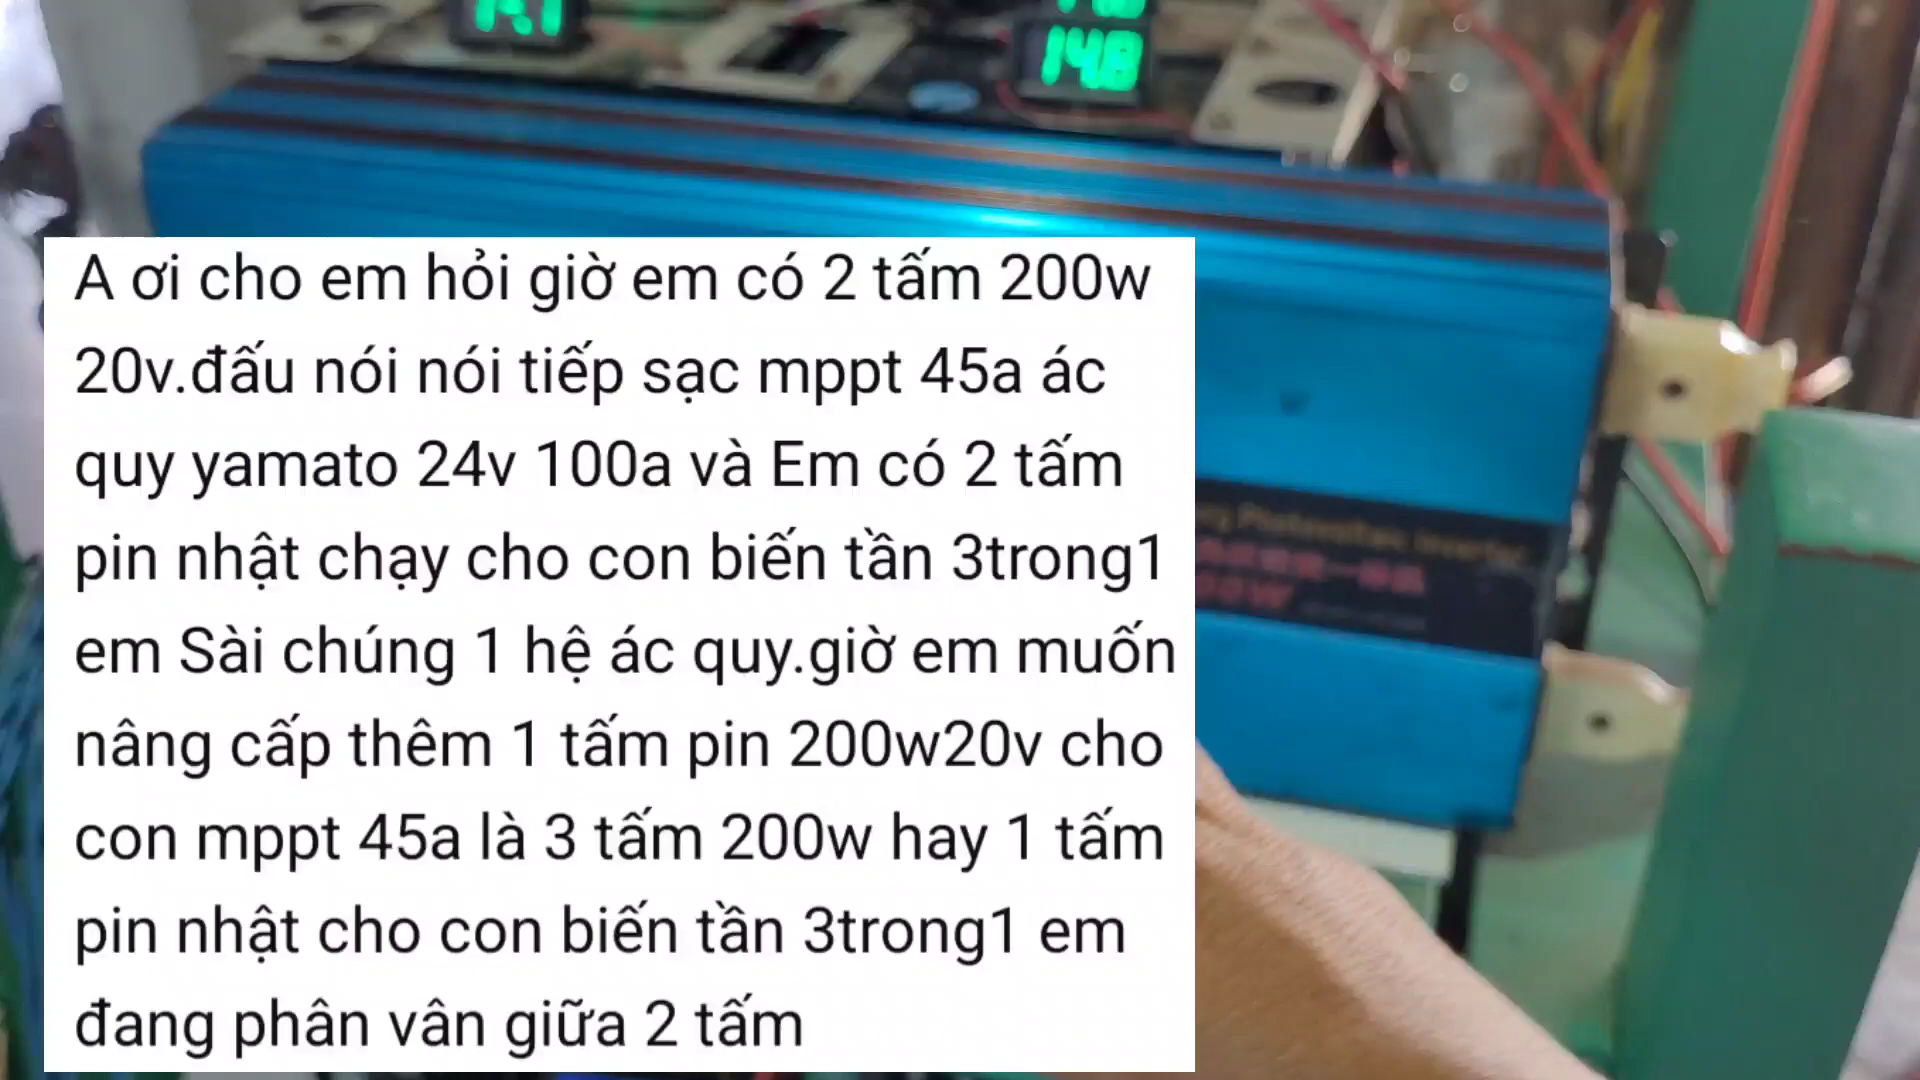 14.8
A ơi cho em hỏi giờ em có 2 tấm 200w
20v.đấu nói nói tiếp sạc mppt 45a ác
quy yamato 24v 100a và Em có 2 tấm
pin nhật chạy cho con biến tần 3trong1
em Sài chúng 1 hệ ác quy.giờ em muốn
nâng cấp thêm 1 tấm pin 200w20v cho
con mppt 45a là 3 tấm 200w hay 1 tấm
pin nhật cho con biến tần 3trong1 em
đang phân vân giữa 2 tấm
Photovoltaic Inverter